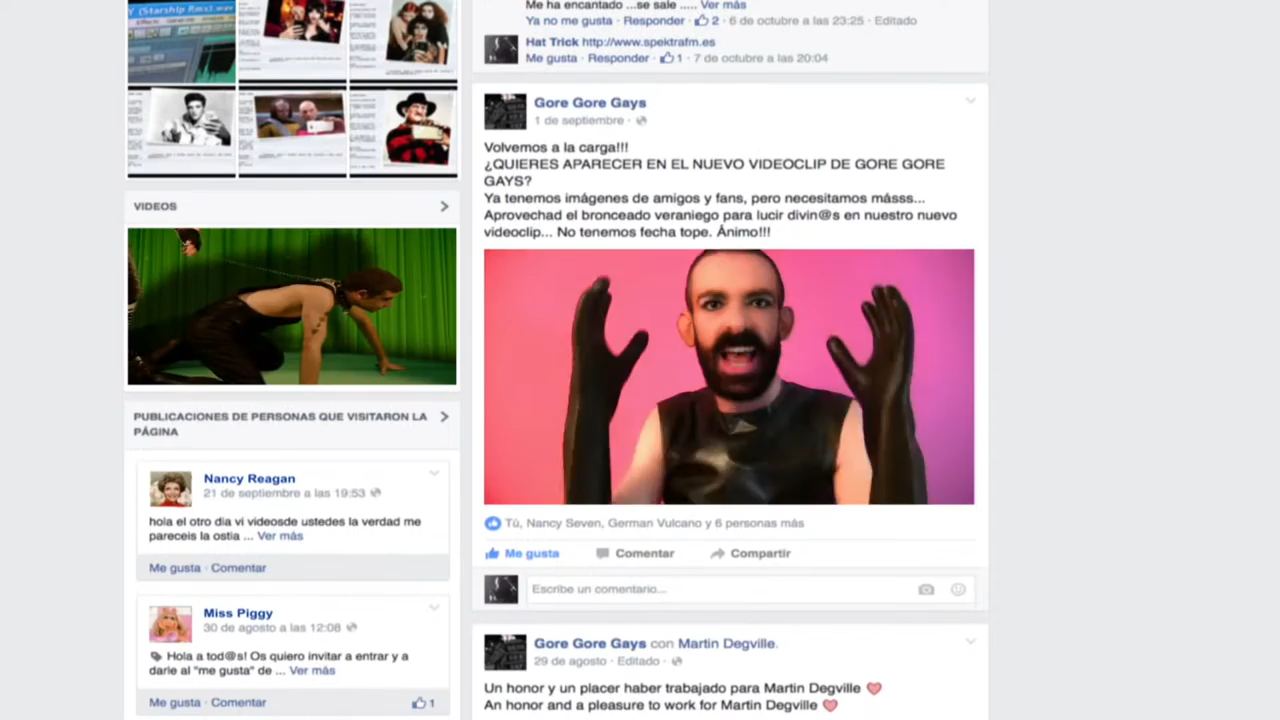 Y (Starship Rmx).wav
VIDEOS
PUBLICACIONES DE PERSONAS QUE VISITARON LA
PÁGINA
Nancy Reagan
21 de septiembre a las 19:53
hola el otro dia vi videosde ustedes la verdad me
pareceis la ostia ... Ver más
Me gusta · Comentar
Miss Piggy
30 de agosto a las 12:08
Hola a tod@s! Os quiero invitar a entrar y a
darle al "me gusta" de ... Ver más
Me gusta · Comentar 1
Me ha encantado ...se sale ..... Ver más
Ya no me gusta · Responder · 2 · 6 de octubre a las 23:25 · Editado
Hat Trick http://www.spektrafm.es
Me gusta · Responder · 1 · 7 de octubre a las 20:04
Gore Gore Gays
1 de septiembre ·
Volvemos a la carga!!!
¿QUIERES APARECER EN EL NUEVO VIDEOCLIP DE GORE GORE
GAYS?
Ya tenemos imágenes de amigos y fans, pero necesitamos másss...
Aprovechad el bronceado veraniego para lucir divin@s en nuestro nuevo
videoclip... No tenemos fecha tope. Ánimo!!!
Tú, Nancy Seven, German Vulcano y 6 personas más
Me gusta Comentar Compartir
Escribe un comentario...
Gore Gore Gays con Martin Degville.
29 de agosto · Editado ·
Un honor y un placer haber trabajado para Martin Degville
An honor and a pleasure to work for Martin Degville